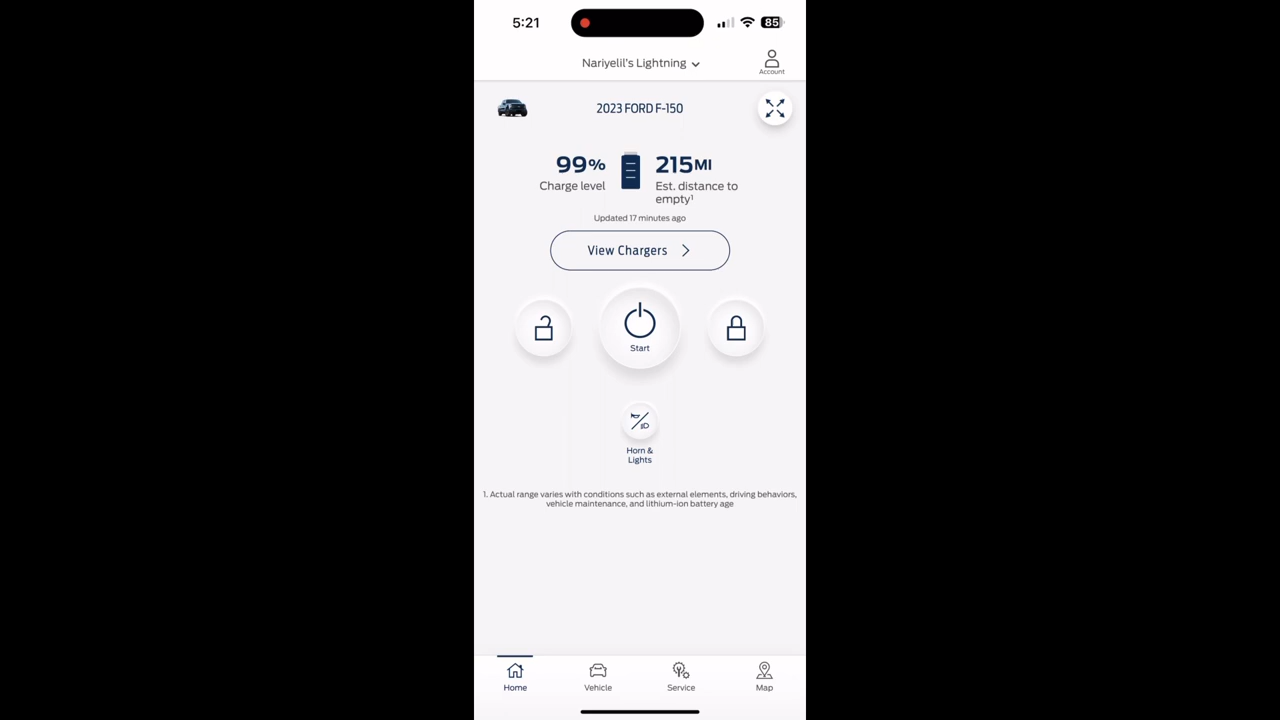 5:21
85
Nariyelil's Lightning
Account
2023 FORD F-150
99%
Charge level
215MI
Est. distance to
empty¹
Updated 17 minutes ago
View Chargers
Start
Horn &
Lights
1. Actual range varies with conditions such as external elements, driving behaviors,
vehicle maintenance, and lithium-ion battery age
Home
Vehicle
Service
Map